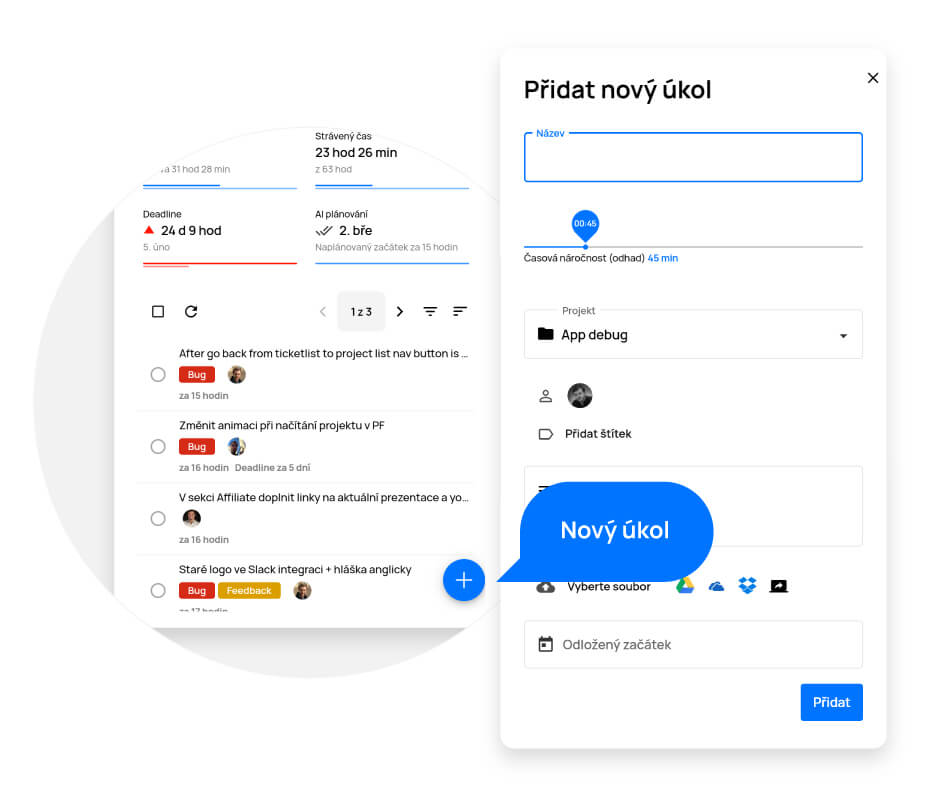 Strávený čas
23 hod 26 min
31 hod 28 min
z 63 hod
Deadline
24 d 9 hod
5. úno
AI plánování
2. bře
Naplánovaný začátek za 15 hodin
1 z 3
After go back from ticketlist to project list nav button is ...
Bug
za 15 hodin
Změnit animaci při načítání projektu v PF
Bug
za 16 hodin Deadline za 5 dní
V sekci Affiliate doplnit linky na aktuální prezentace a yo...
za 16 hodin
Staré logo ve Slack integraci + hláška anglicky
Bug Feedback
za 17 hodin
Přidat nový úkol
Název
00:45
Časová náročnost (odhad) 45 min
Projekt
App debug
Přidat štítek
Nový úkol
Vyberte soubor
Odložený začátek
Přidat